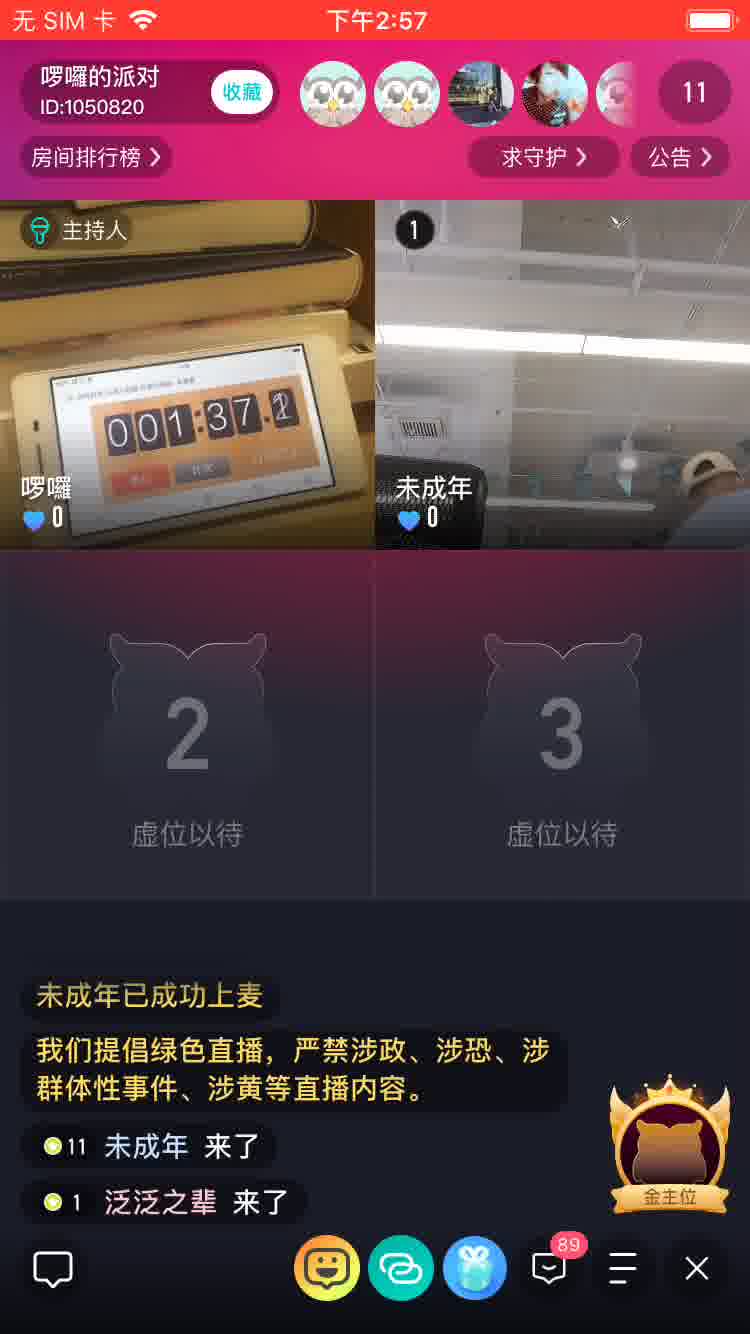 无 SIM 卡
下午2:57
啰囉的派对
ID:1050820
收藏
11
房间排行榜
求守护
公告
主持人
1
001:37.
啰囉
0
未成年
0
2
虚位以待
3
虚位以待
未成年已成功上麦
我们提倡绿色直播，严禁涉政、涉恐、涉
群体性事件、涉黄等直播内容。
11 未成年 来了
1 泛泛之辈 来了
金主位
89